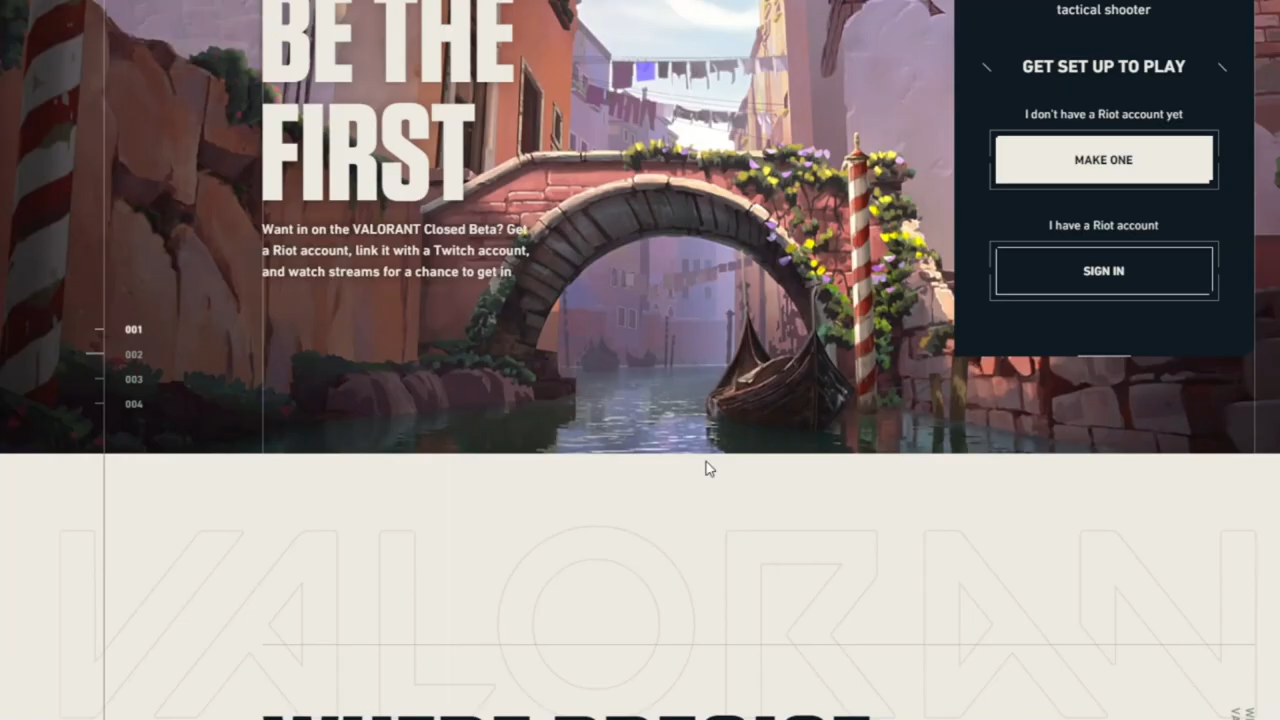 BE THE
FIRST
Want in on the VALORANT Closed Beta? Get
a Riot account, link it with a Twitch account,
and watch streams for a chance to get in
001
002
003
004
tactical shooter
GET SET UP TO PLAY
I don't have a Riot account yet
MAKE ONE
I have a Riot account
SIGN IN
VALORAN